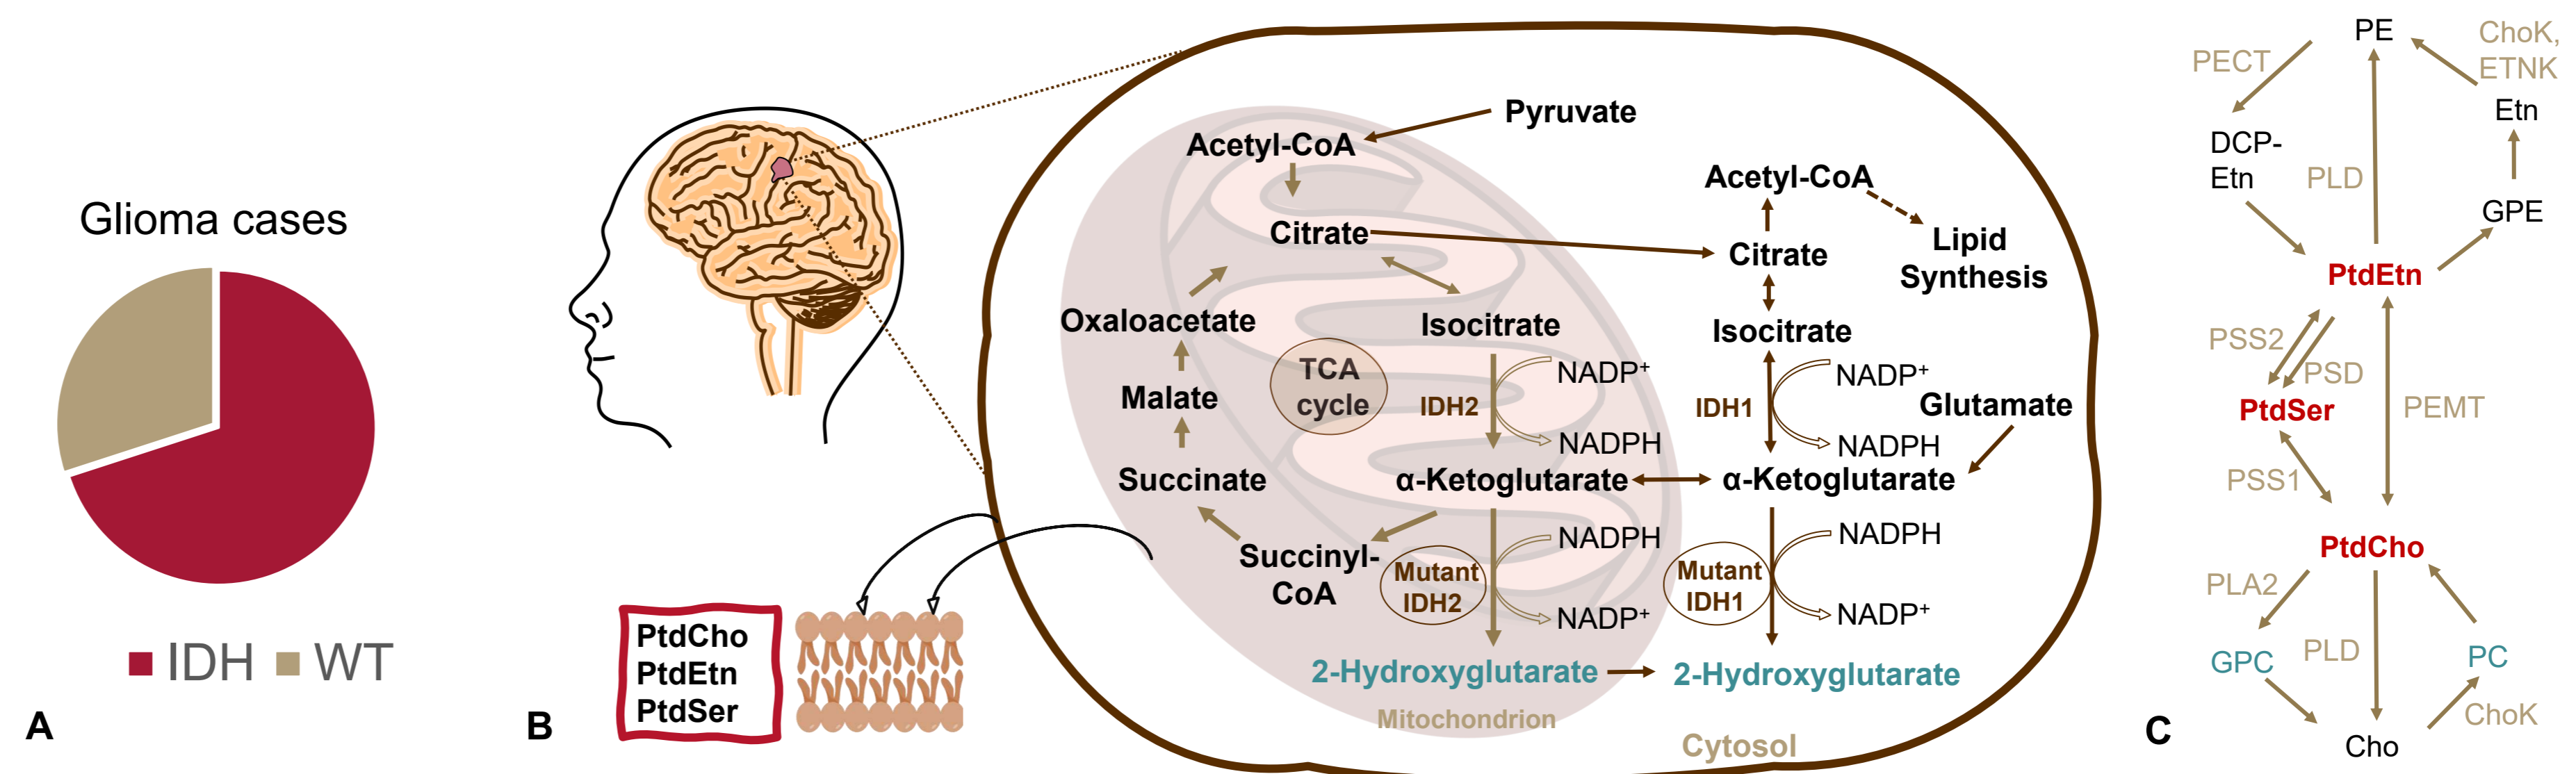 Glioma cases
IDH WT
A
PtdCho
PtdEtn
PtdSer
B
Pyruvate
Acetyl-CoA
Citrate
Oxaloacetate
Isocitrate
TCA
cycle
Malate
IDH2
NADP⁺
NADPH
Succinate
α-Ketoglutarate
Succinyl-
CoA
Mutant
IDH2
NADPH
NADP⁺
2-Hydroxyglutarate
Mitochondrion
Acetyl-CoA
Lipid
Synthesis
Citrate
Isocitrate
IDH1
NADP⁺
NADPH
Glutamate
α-Ketoglutarate
Mutant
IDH1
NADPH
NADP⁺
2-Hydroxyglutarate
Cytosol
PE
ChoK,
ETNK
PECT
Etn
DCP-
Etn
PLD
GPE
PtdEtn
PSS2
PSD
PtdSer
PEMT
PSS1
PtdCho
PLA2
GPC
PLD
PC
ChoK
Cho
C